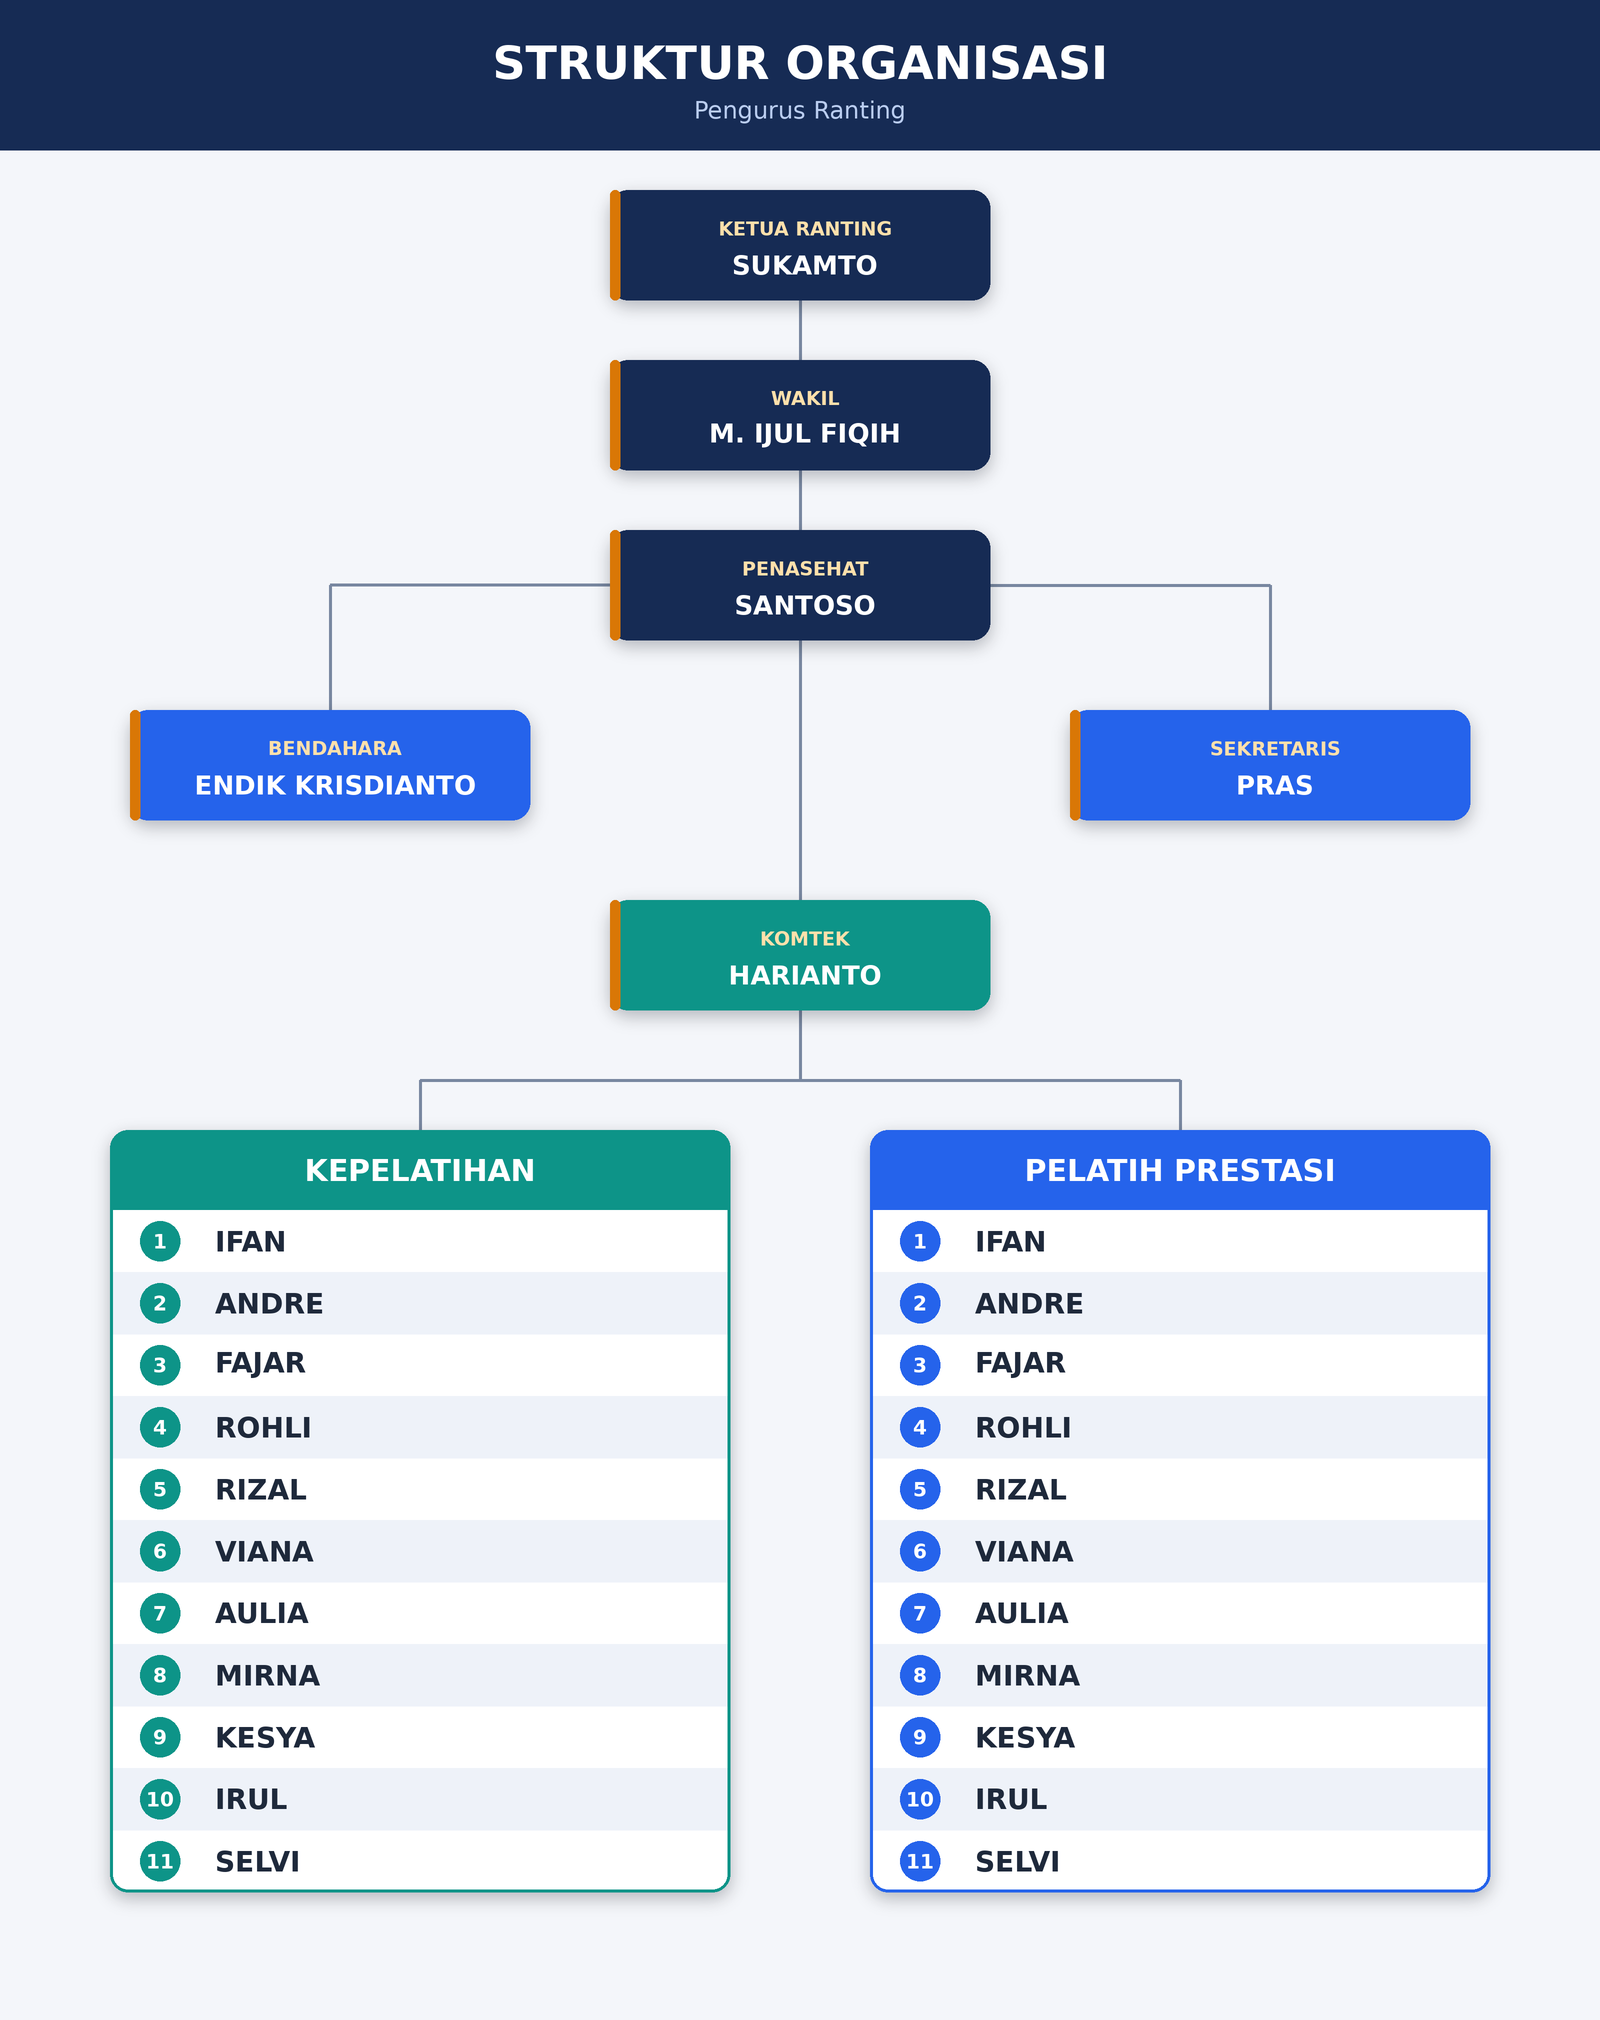 STRUKTUR ORGANISASI
Pengurus Ranting
KETUA RANTING
SUKAMTO
WAKIL
M. IJUL FIQIH
PENASEHAT
SANTOSO
BENDAHARA
ENDIK KRISDIANTO
SEKRETARIS
PRAS
KOMTEK
HARIANTO
KEPELATIHAN
1 IFAN
2 ANDRE
3 FAJAR
4 ROHLI
5 RIZAL
6 VIANA
7 AULIA
8 MIRNA
9 KESYA
10 IRUL
11 SELVI
PELATIH PRESTASI
1 IFAN
2 ANDRE
3 FAJAR
4 ROHLI
5 RIZAL
6 VIANA
7 AULIA
8 MIRNA
9 KESYA
10 IRUL
11 SELVI